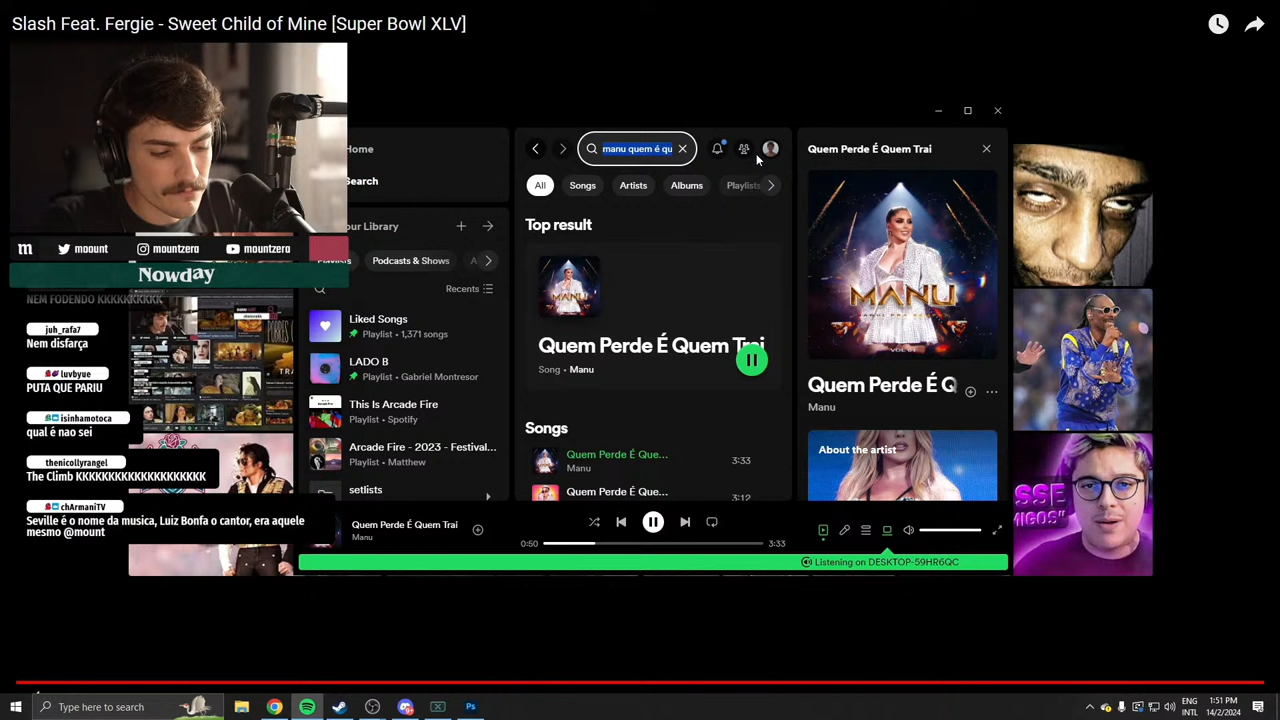 Slash Feat. Fergie - Sweet Child of Mine [Super Bowl XLV]
m moount mountzera mountzera
Nowday
NEM FODENDO KKKKKKKKKKK
juh_rafa7
Nem disfarça
luvbyue
PUTA QUE PARIU
isinhamotoca
qual é nao sei
thenicollyrangel
The Climb KKKKKKKKKKKKKKKKKKKK
chArmaniTV
Seville é o nome da musica, Luiz Bonfa o cantor, era aquele
mesmo @mount
Home
Search
our Library
Playlists Podcasts & Shows A
Recents
Liked Songs
Playlist • 1,371 songs
LADO B
Playlist • Gabriel Montresor
This Is Arcade Fire
Playlist • Spotify
Arcade Fire - 2023 - Festival...
Playlist • Matthew
setlists
manu quem é qu
All Songs Artists Albums Playlists
Top result
MANU
Quem Perde É Quem Trai
Song • Manu
Songs
Quem Perde É Que...
Manu
3:33
Quem Perde É Que...
3:12
Quem Perde É Quem Trai
MANU
Quem Perde É Q
Manu
About the artist
Quem Perde É Quem Trai
Manu
0:50
3:33
Listening on DESKTOP-59HR6QC
SSE
MIGOS"
Type here to search
ENG
INTL
1:51 PM
14/2/2024